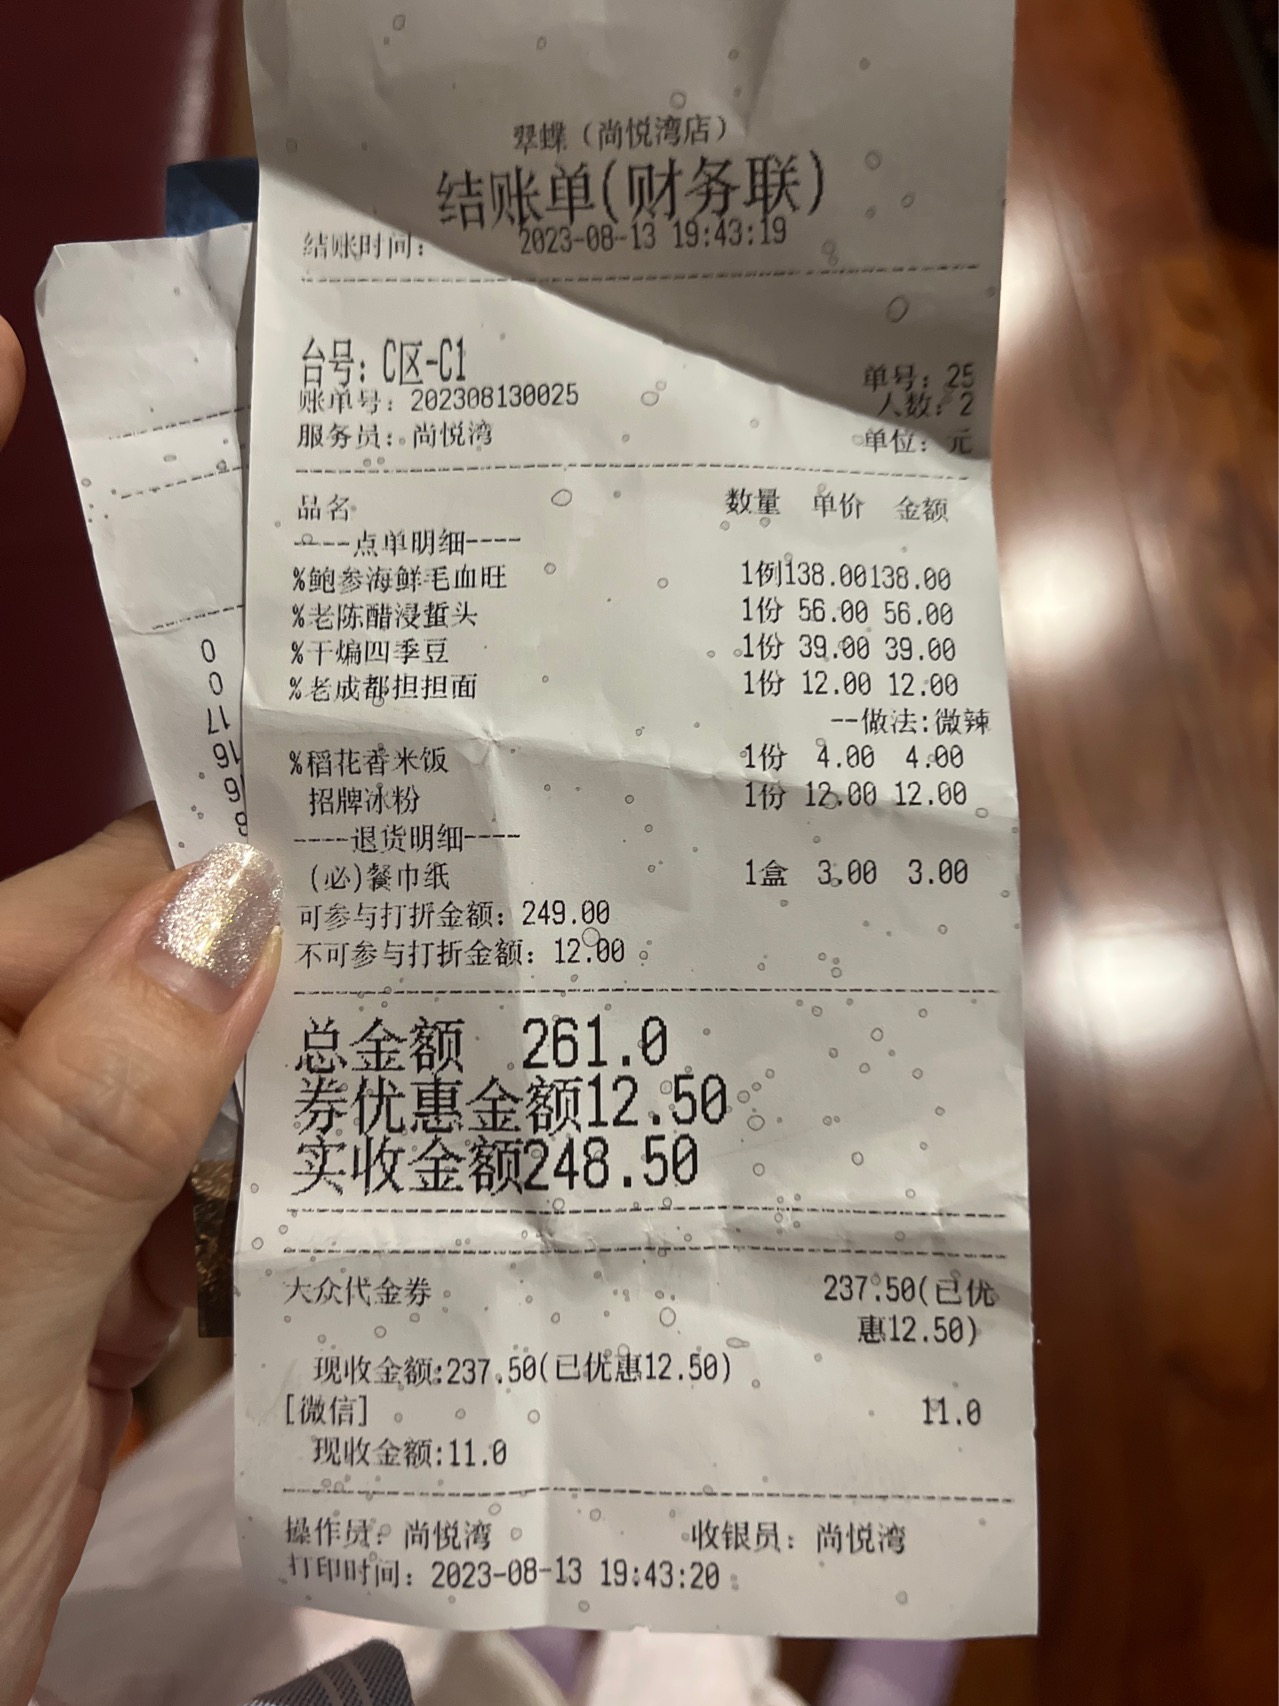 翠蝶（尚悦湾店）
结账单(财务联)
结账时间： 2023-08-13 19:43:19
台号：C区-C1
单号：25
账单号：202308130025
人数：2
服务员：尚悦湾
单位：元
品名 数量 单价 金额
----点单明细----
%鲍参海鲜毛血旺 1例138.00138.00
%老陈醋浸蜇头 1份 56.00 56.00
%干煸四季豆 1份 39.00 39.00
%老成都担担面 1份 12.00 12.00
--做法:微辣
%稻花香米饭 1份 4.00 4.00
招牌冰粉 1份 12.00 12.00
----退货明细----
(必)餐巾纸 1盒 3.00 3.00
可参与打折金额：249.00
不可参与打折金额：12.00
总金额 261.0
券优惠金额12.50
实收金额248.50
大众代金券 237.50(已优
惠12.50)
现收金额:237.50(已优惠12.50)
[微信] 11.0
现收金额:11.0
操作员：尚悦湾 收银员：尚悦湾
打印时间：2023-08-13 19:43:20